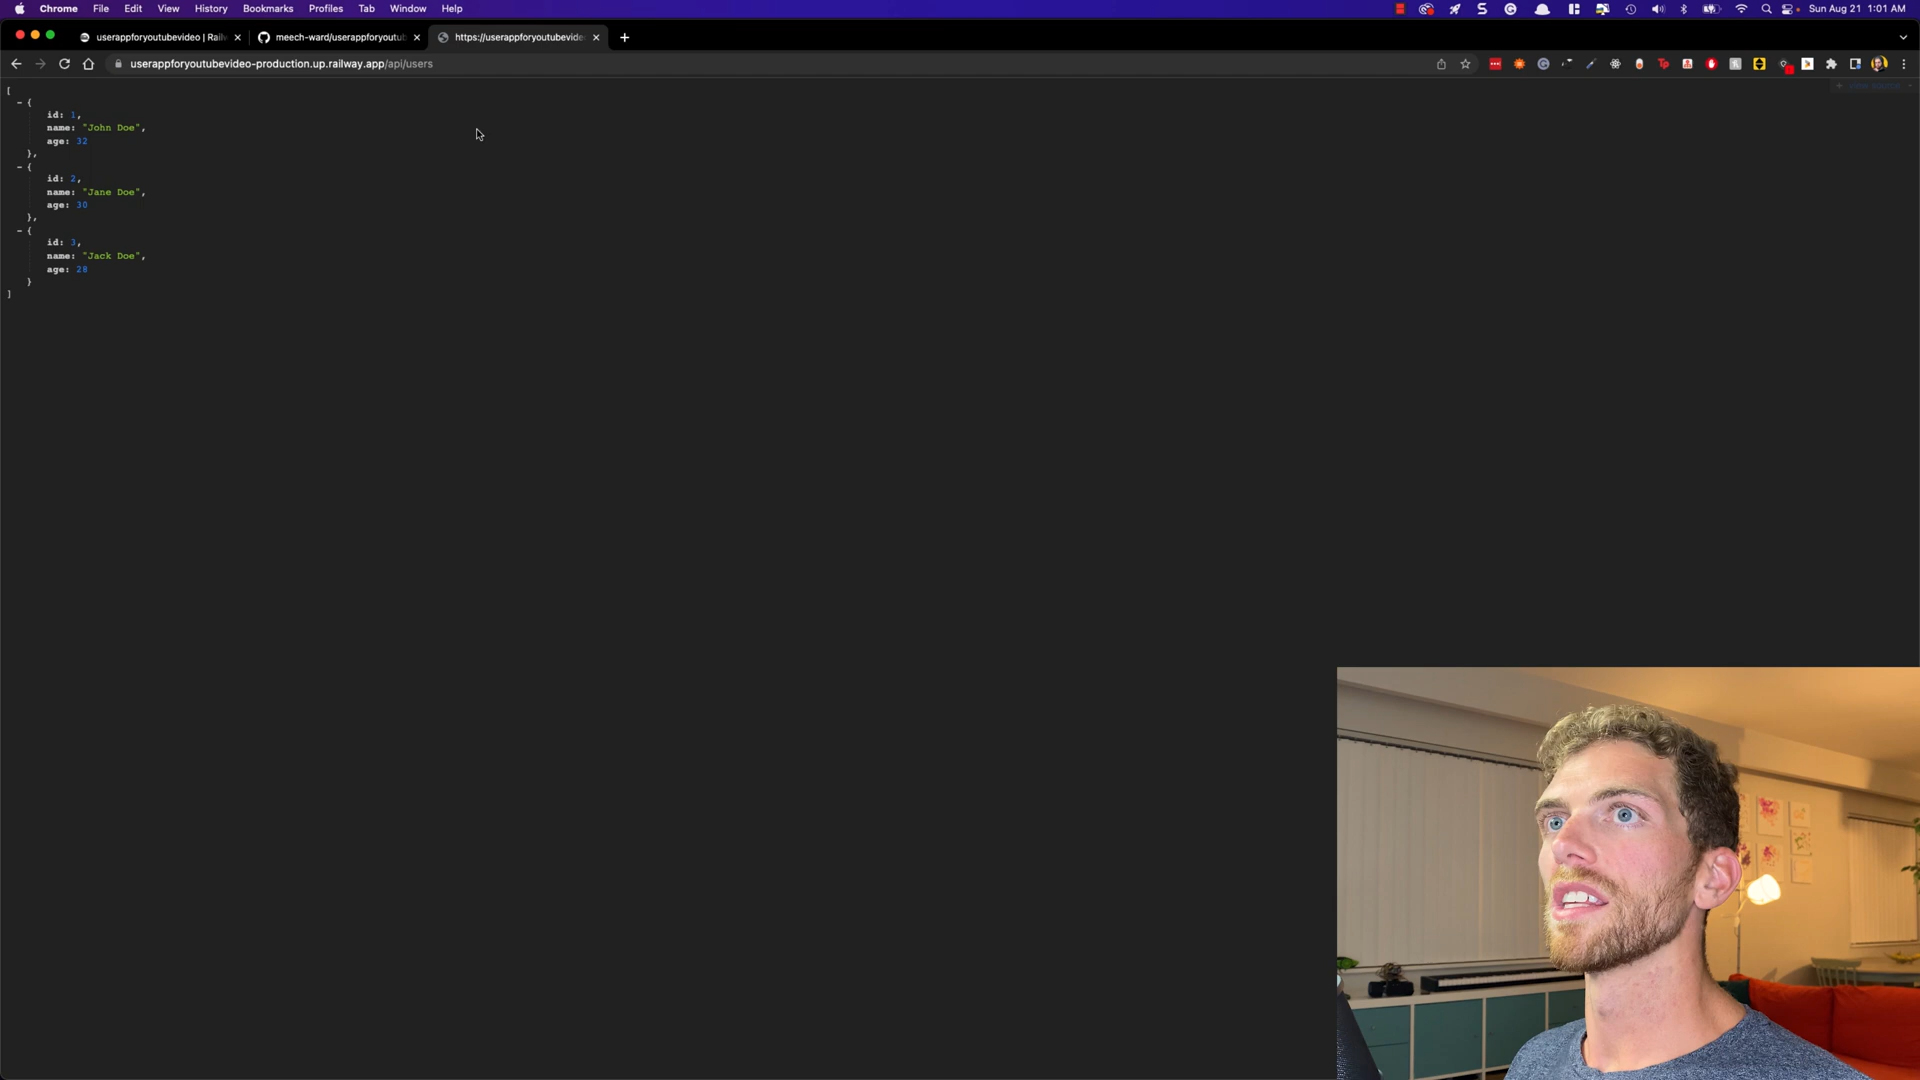 Chrome File Edit View History Bookmarks Profiles Tab Window Help Sun Aug 21 1:01 AM
userappforyoutubevideo | Rail meech-ward/userappforyoutub https://userappforyoutubevide
userappforyoutubevideo-production.up.railway.app/api/users
[
- {
id: 1,
name: "John Doe",
age: 32
},
- {
id: 2,
name: "Jane Doe",
age: 30
},
- {
id: 3,
name: "Jack Doe",
age: 28
}
]